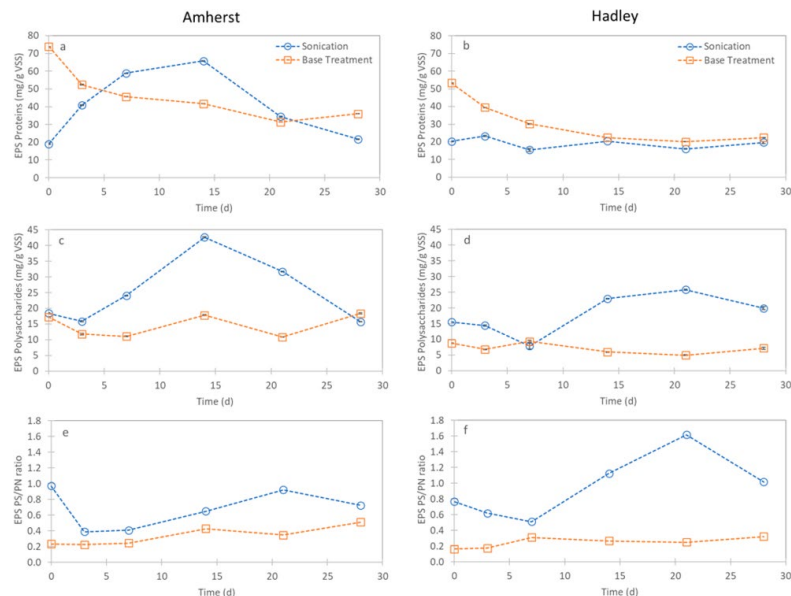 Amherst
Hadley
a
Sonication
Base Treatment
EPS Proteins (mg/g VSS)
80
70
60
50
40
30
20
10
0
0 5 10 15 20 25 30
Time (d)
b
Sonication
Base Treatment
EPS Proteins (mg/g VSS)
80
70
60
50
40
30
20
10
0
0 5 10 15 20 25 30
Time (d)
c
EPS Polysaccharides (mg/g VSS)
45
40
35
30
25
20
15
10
5
0
0 5 10 15 20 25 30
Time (d)
d
EPS Polysaccharides (mg/g VSS)
45
40
35
30
25
20
15
10
5
0
0 5 10 15 20 25 30
Time (d)
e
EPS PS/PN ratio
1.8
1.6
1.4
1.2
1.0
0.8
0.6
0.4
0.2
0.0
0 5 10 15 20 25 30
Time (d)
f
EPS PS/PN ratio
1.8
1.6
1.4
1.2
1.0
0.8
0.6
0.4
0.2
0.0
0 5 10 15 20 25 30
Time (d)